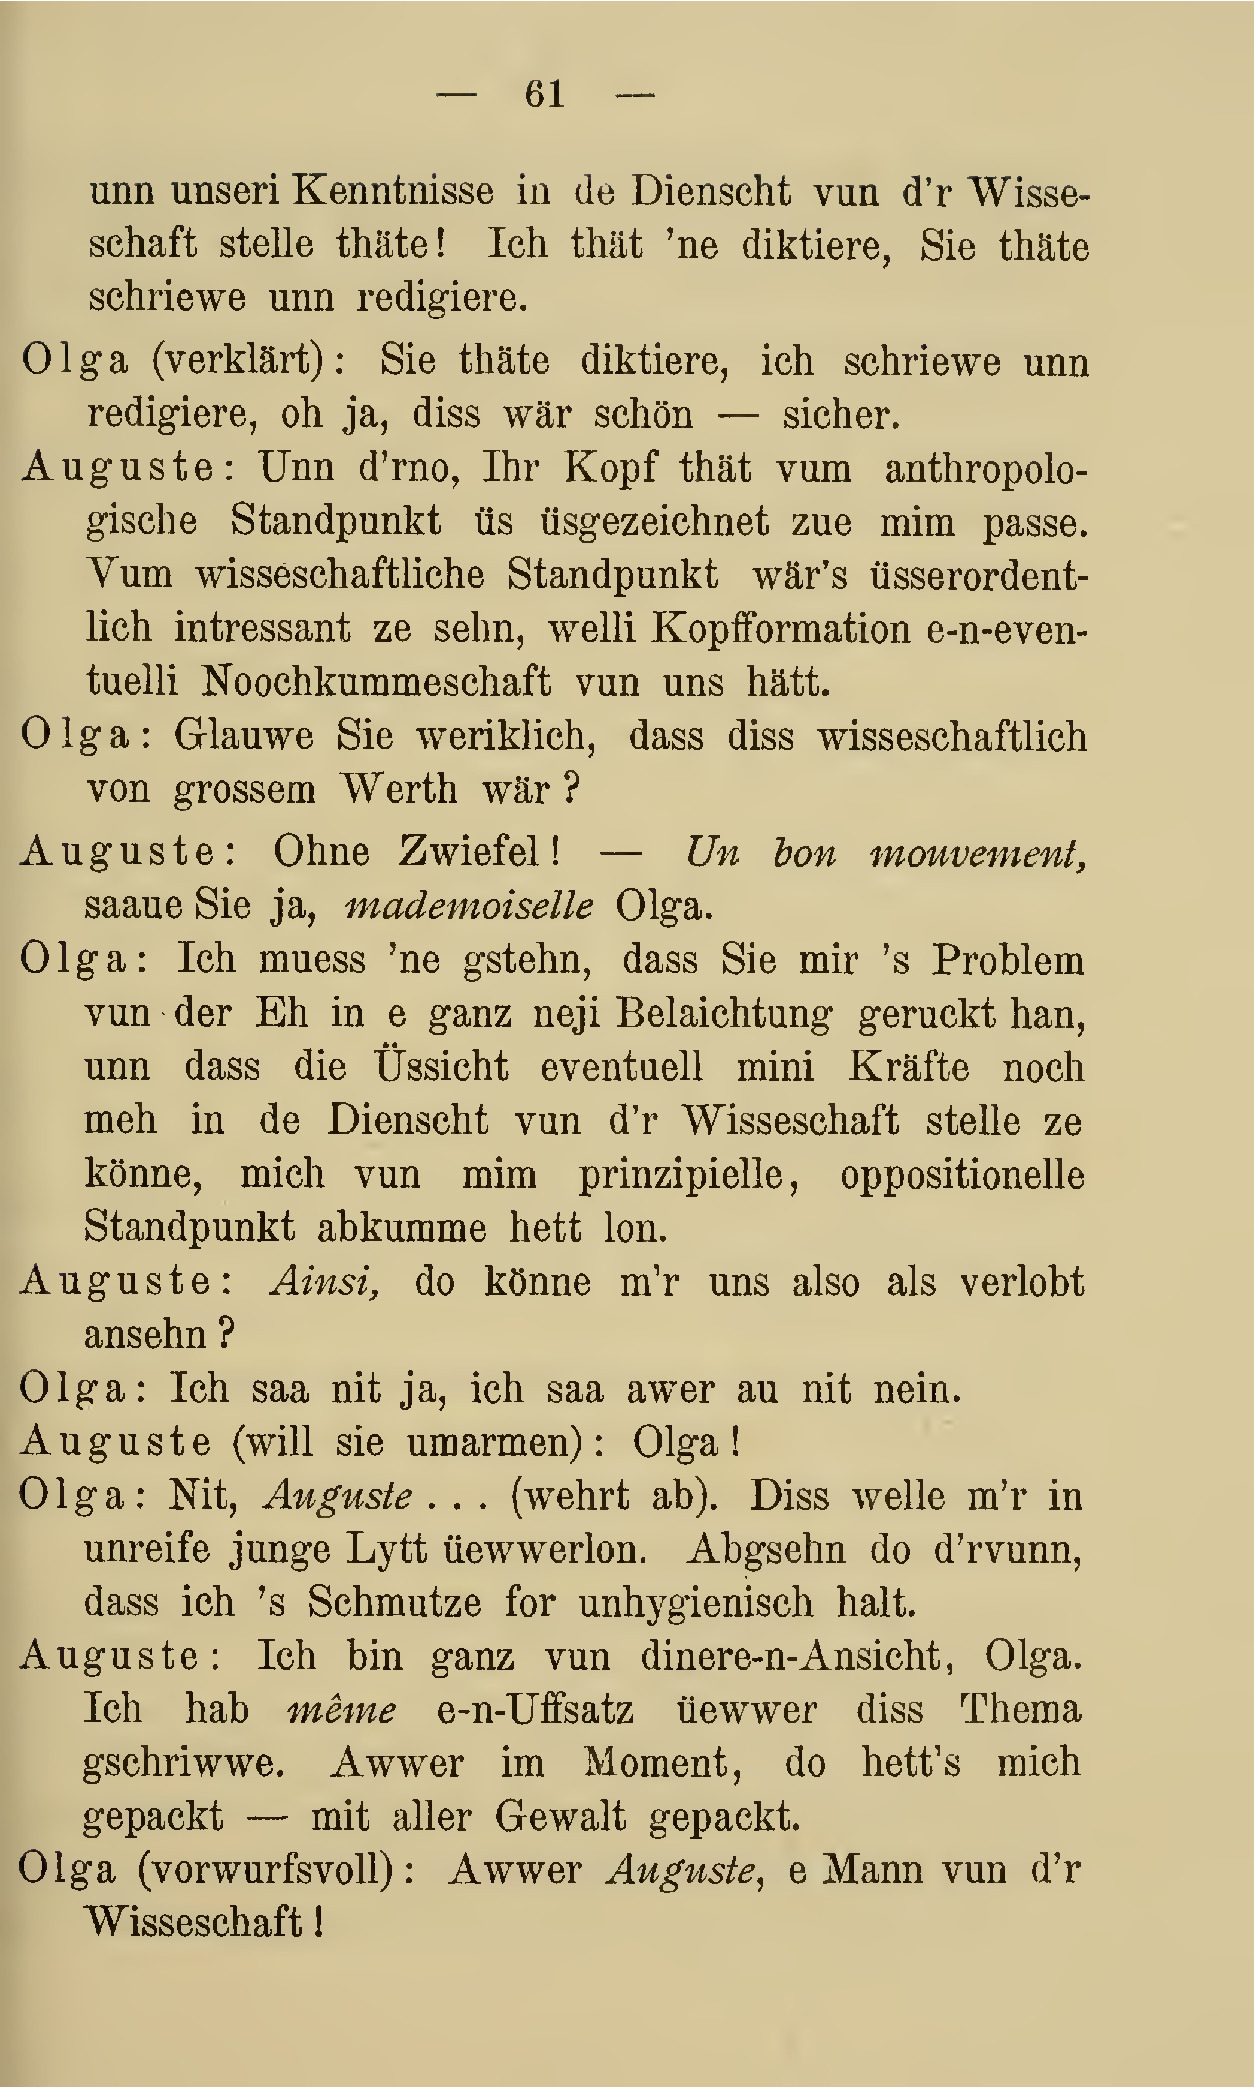 — 61 —
unn unseri Kenntnisse in de Dienscht vun d'r Wisse-
schaft stelle thäte! Ich thät 'ne diktiere, Sie thäte
schriewe unn redigiere.
Olga (verklärt): Sie thäte diktiere, ich schriewe unn
redigiere, oh ja, diss wär schön — sicher.
Auguste: Unn d'rno, Ihr Kopf thät vum anthropolo-
gische Standpunkt üs üsgezeichnet zue mim passe.
Vum wisseschaftliche Standpunkt wär's üsserordent-
lich intressant ze sehn, welli Kopfformation e-n-even-
tuelli Noochkummeschaft vun uns hätt.
Olga: Glauwe Sie weriklich, dass diss wisseschaftlich
von grossem Werth wär?
Auguste: Ohne Zwiefel! — Un bon mouvement,
saaue Sie ja, mademoiselle Olga.
Olga: Ich muess 'ne gstehn, dass Sie mir 's Problem
vun der Eh in e ganz neji Belaichtung geruckt han,
unn dass die Üssicht eventuell mini Kräfte noch
meh in de Dienscht vun d'r Wisseschaft stelle ze
könne, mich vun mim prinzipielle, oppositionelle
Standpunkt abkumme hett lon.
Auguste: Ainsi, do könne m'r uns also als verlobt
ansehn?
Olga: Ich saa nit ja, ich saa awer au nit nein.
Auguste (will sie umarmen): Olga!
Olga: Nit, Auguste . . . (wehrt ab). Diss welle m'r in
unreife junge Lytt üewwerlon. Abgsehn do d'rvunn,
dass ich 's Schmutze for unhygienisch halt.
Auguste: Ich bin ganz vun dinere-n-Ansicht, Olga.
Ich hab même e-n-Uffsatz üewwer diss Thema
gschriwwe. Awwer im Moment, do hett's mich
gepackt — mit aller Gewalt gepackt.
Olga (vorwurfsvoll): Awwer Auguste, e Mann vun d'r
Wisseschaft!